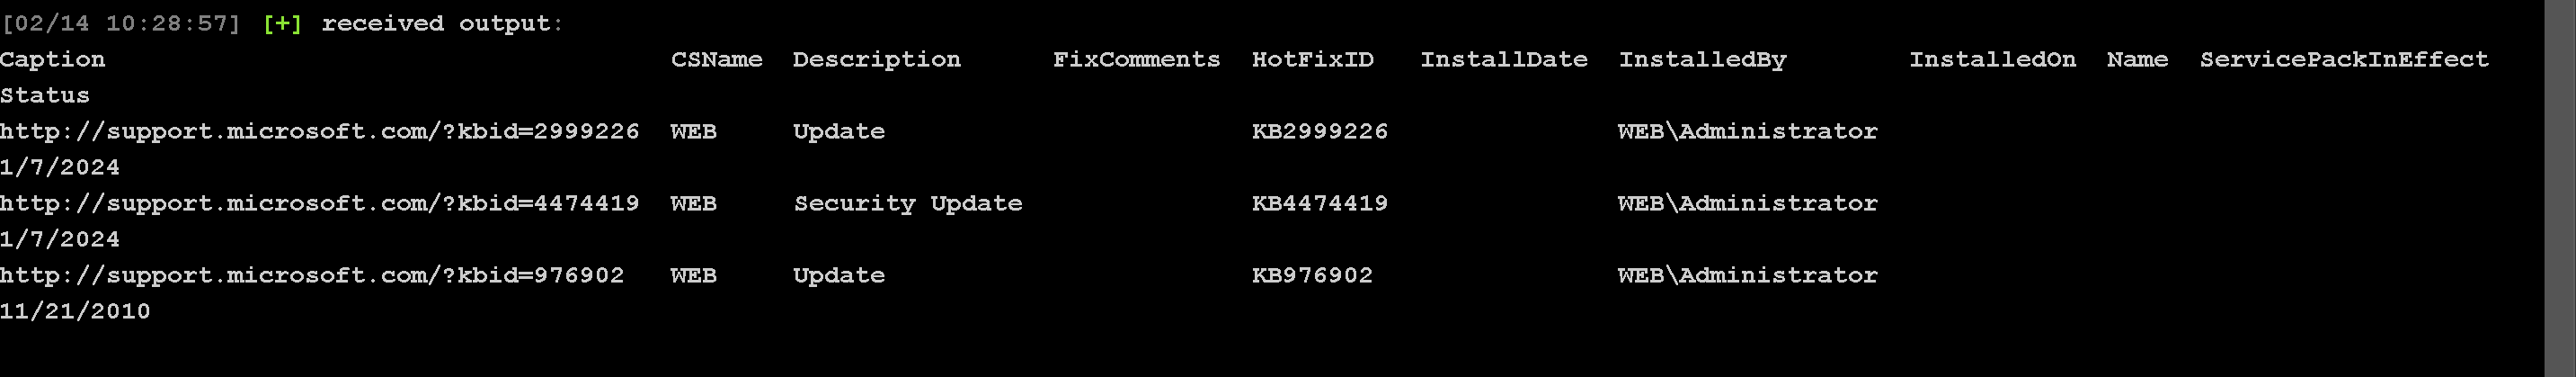 [02/14 10:28:57] [+] received output:
Caption CSName Description FixComments HotFixID InstallDate InstalledBy InstalledOn Name ServicePackInEffect
Status
http://support.microsoft.com/?kbid=2999226 WEB Update KB2999226 WEB\Administrator
1/7/2024
http://support.microsoft.com/?kbid=4474419 WEB Security Update KB4474419 WEB\Administrator
1/7/2024
http://support.microsoft.com/?kbid=976902 WEB Update KB976902 WEB\Administrator
11/21/2010